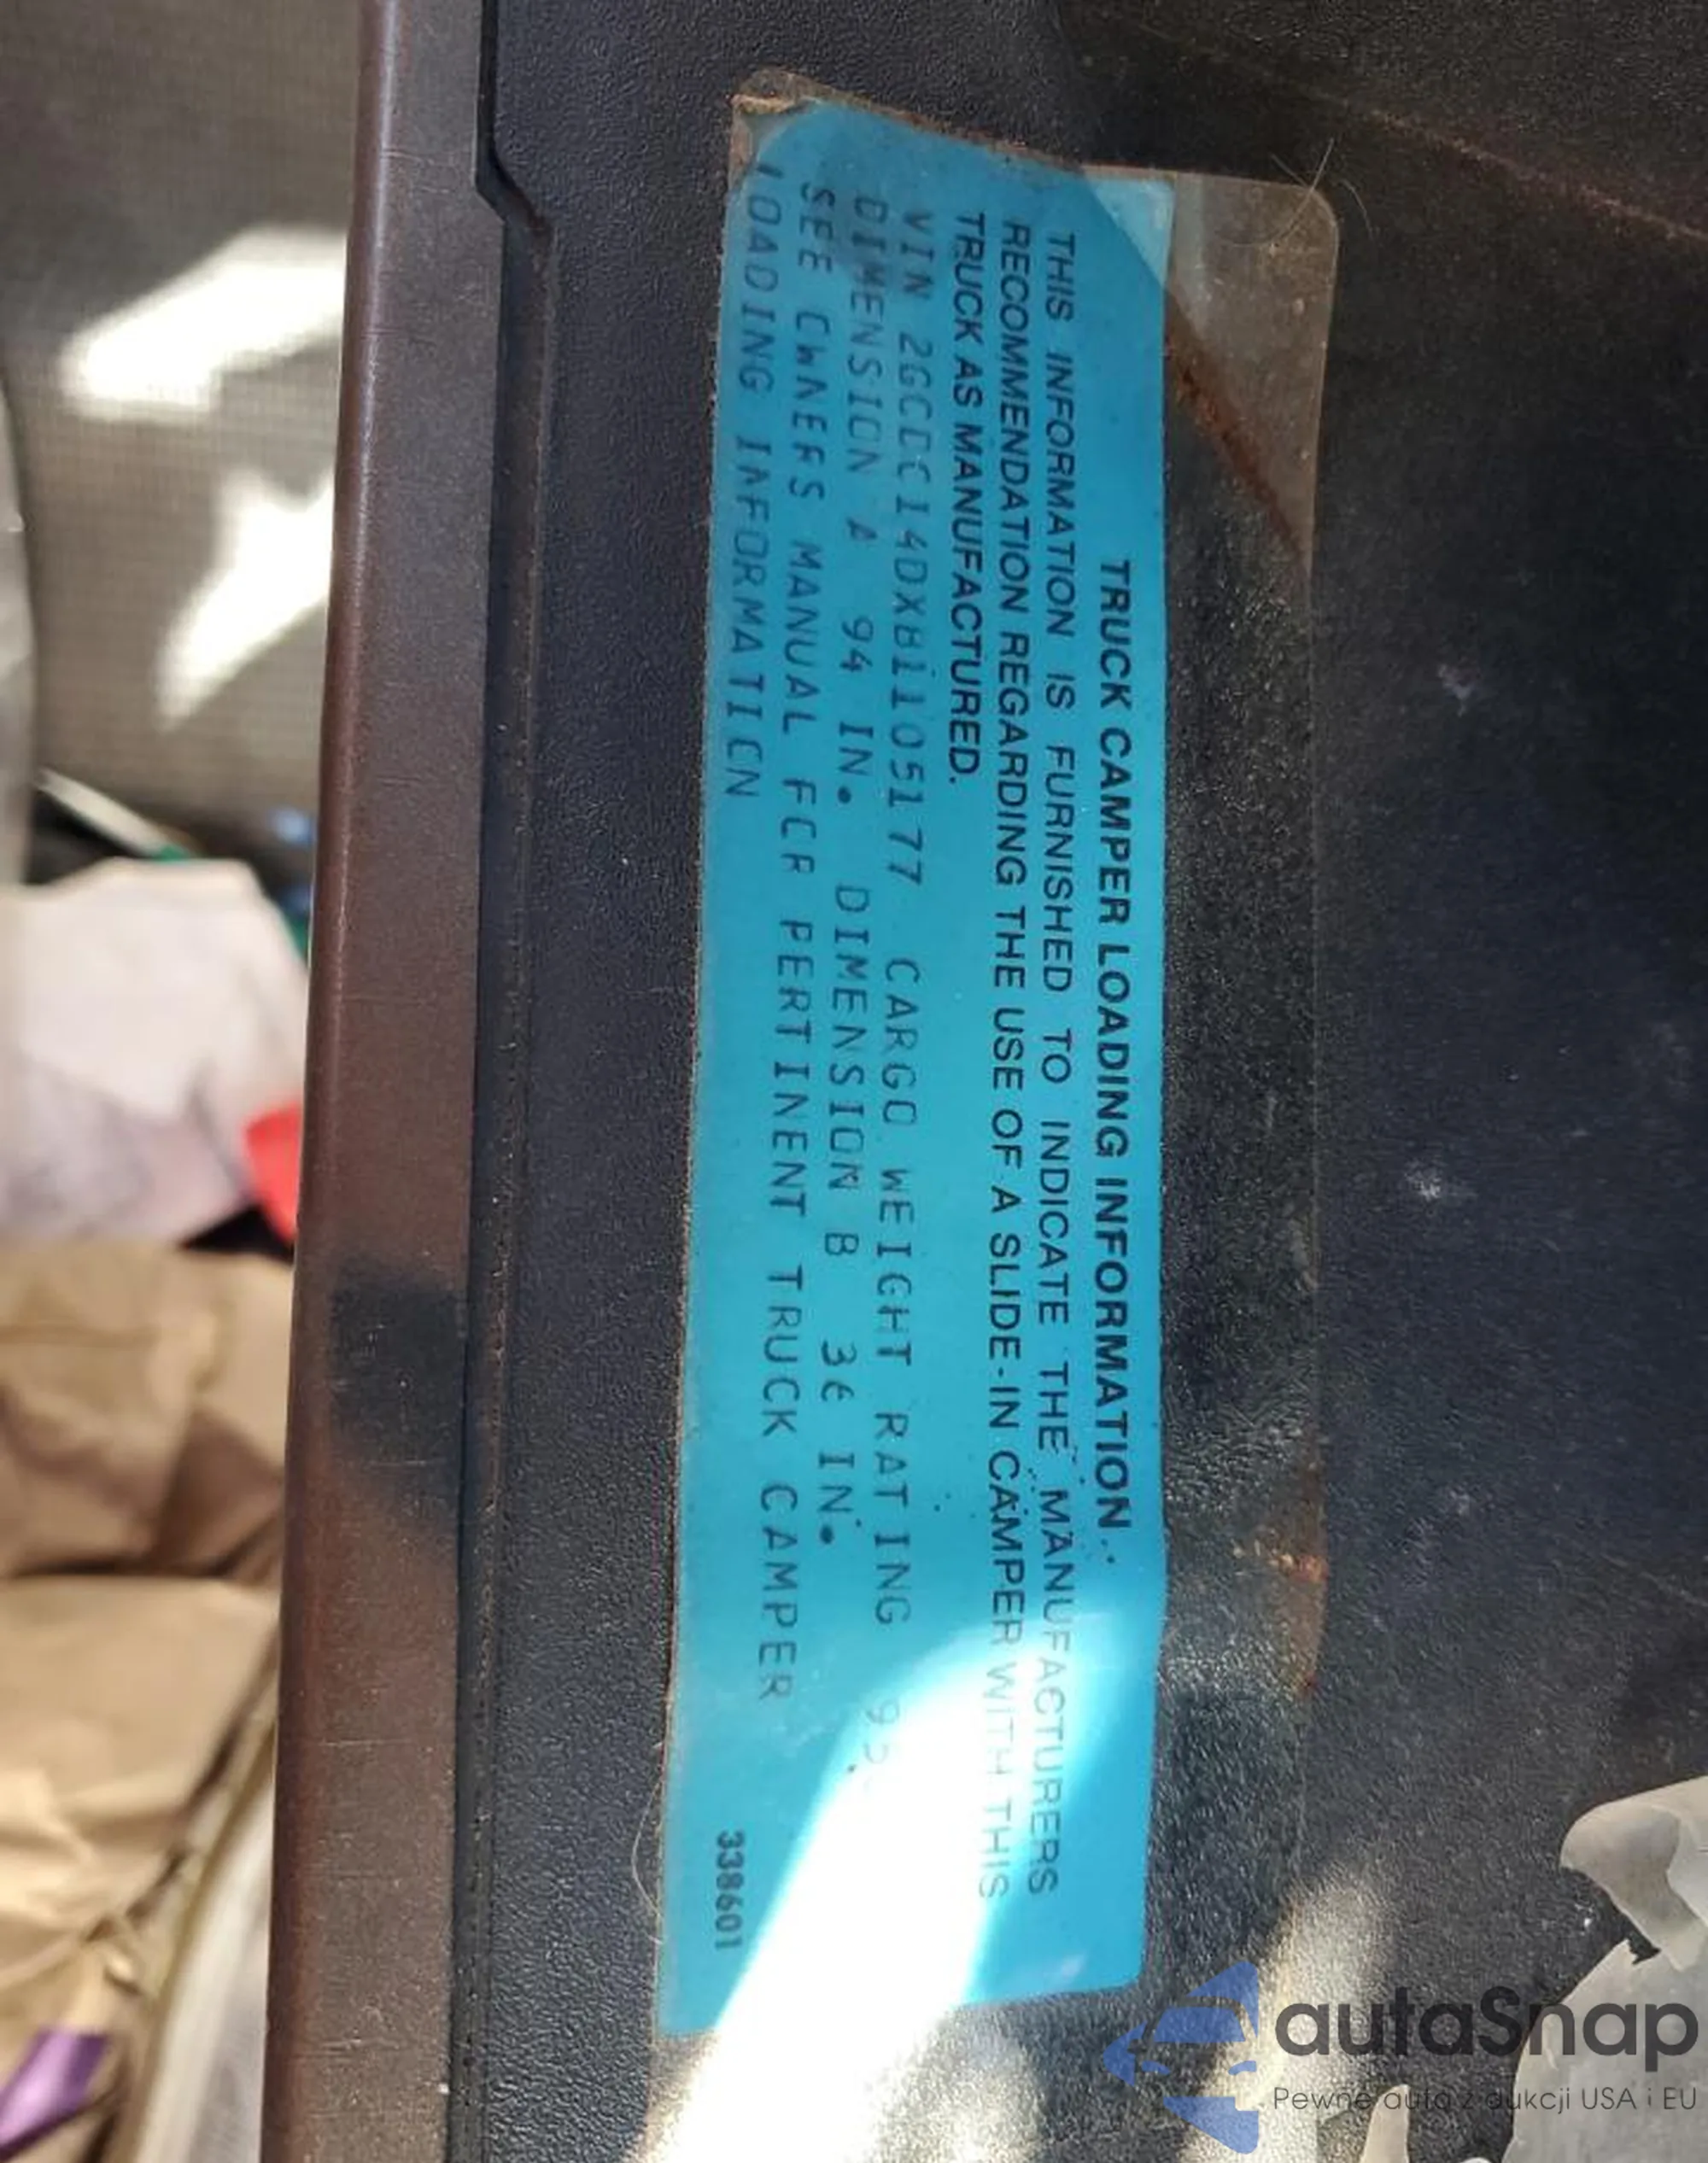 TRUCK CAMPER LOADING INFORMATION.
THIS INFORMATION IS FURNISHED TO INDICATE THE MANUFACTURERS
RECOMMENDATION REGARDING THE USE OF A SLIDE-IN CAMPER WITH THIS
TRUCK AS MANUFACTURED.
VIN 2GCDC14DXB1105177 CARGO WEIGHT RATING
DIMENSION A 94 IN. DIMENSION B 36 IN.
SEE OWNERS MANUAL FOR PERTINENT TRUCK CAMPER
LOADING INFORMATION
338601
autaSnap
Pewne auta z aukcji USA i EU